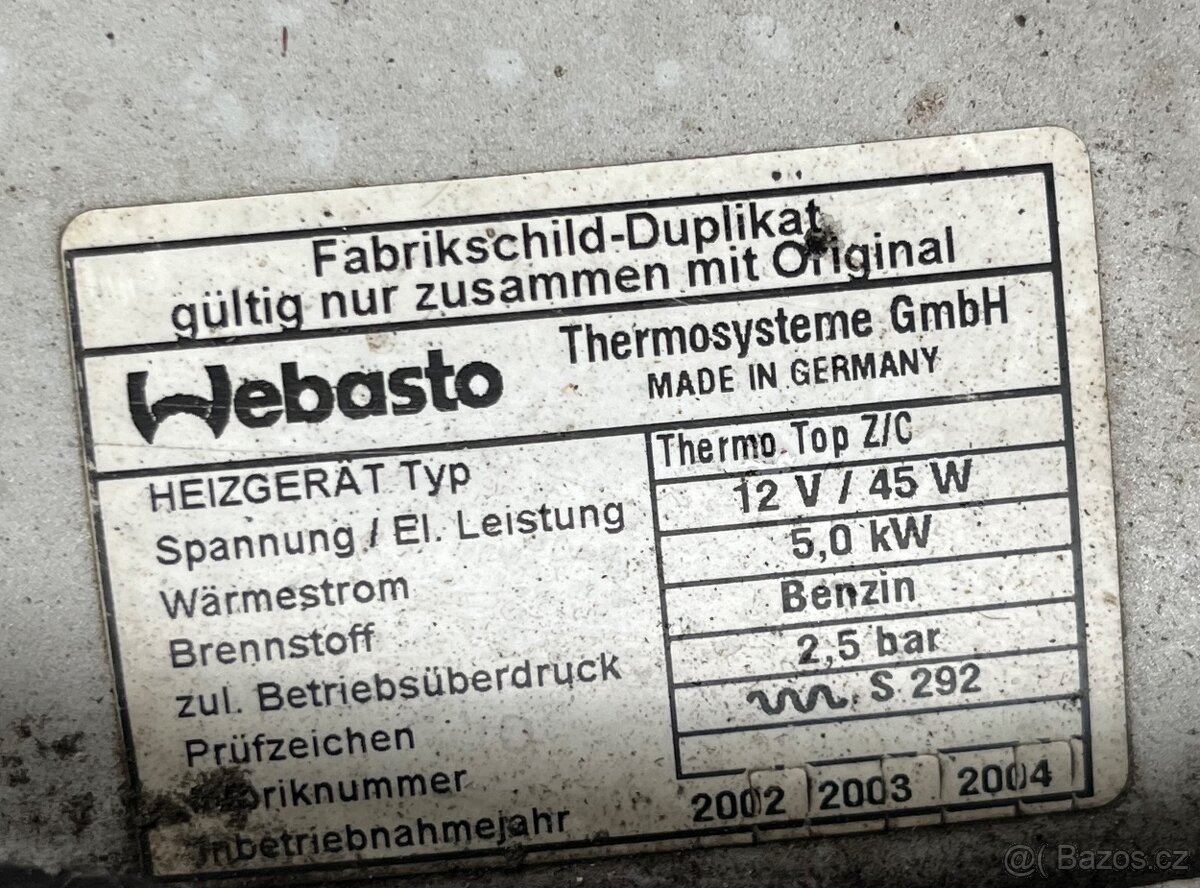 Fabrikschild-Duplikat
gültig nur zusammen mit Original
Webasto Thermosysteme GmbH
MADE IN GERMANY
HEIZGERÄT Typ Thermo Top Z/C
Spannung / El. Leistung 12 V / 45 W
Wärmestrom 5,0 kW
Brennstoff Benzin
zul. Betriebsüberdruck 2,5 bar
Prüfzeichen S 292
riknummer
nbetriebnahmejahr 2002 2003 2004
@( Bazos.cz